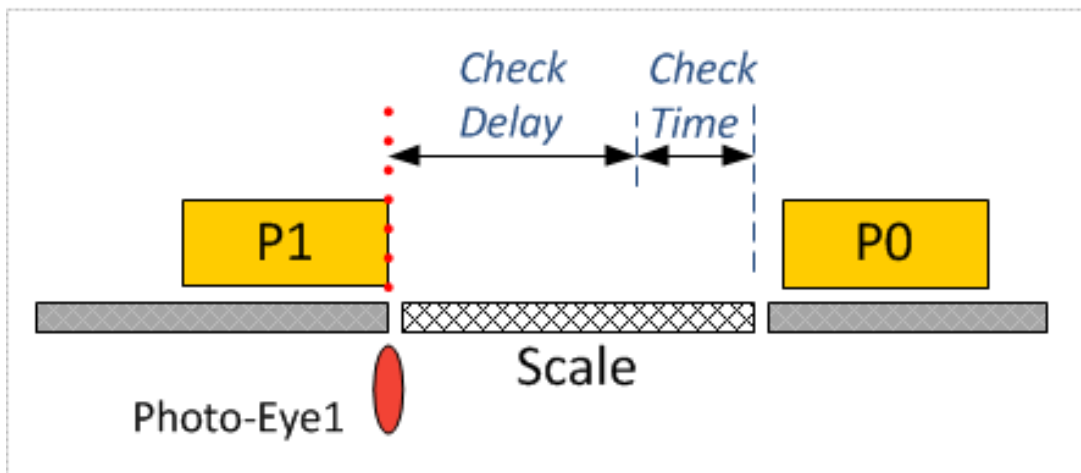 Check Check
Delay Time
P1 P0
Scale
Photo-Eye1